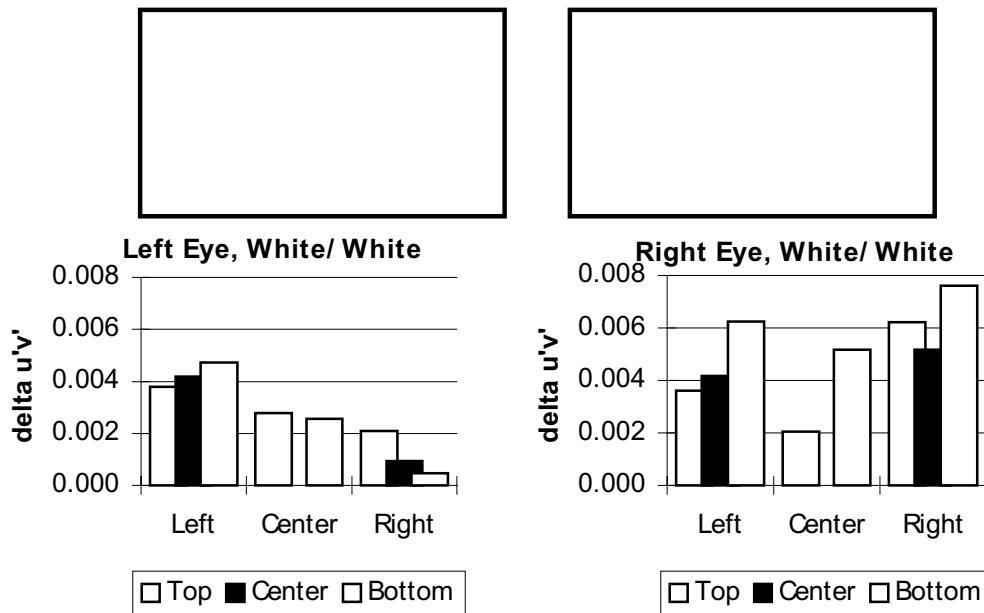 Left Eye, White/ White
0.008
0.006
0.004
0.002
0.000
delta u'v'
Left Center Right
Top Center Bottom
Right Eye, White/ White
0.008
0.006
0.004
0.002
0.000
delta u'v'
Left Center Right
Top Center Bottom